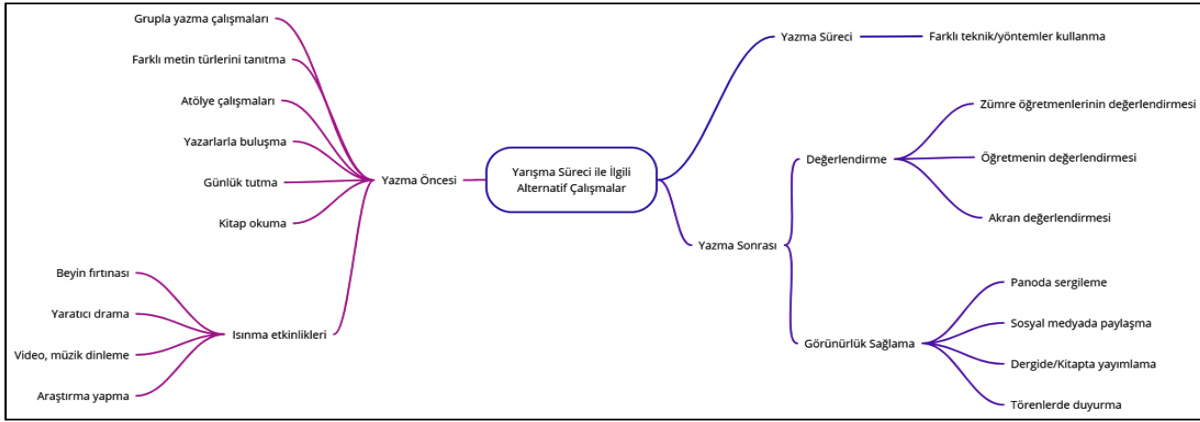 Yarışma Süreci ile İlgili
Alternatif Çalışmalar
Yazma Öncesi
Grupla yazma çalışmaları
Farklı metin türlerini tanıtma
Atölye çalışmaları
Yazarlarla buluşma
Günlük tutma
Kitap okuma
Isınma etkinlikleri
Beyin fırtınası
Yaratıcı drama
Video, müzik dinleme
Araştırma yapma
Yazma Süreci
Farklı teknik/yöntemler kullanma
Yazma Sonrası
Değerlendirme
Zümre öğretmenlerinin değerlendirmesi
Öğretmenin değerlendirmesi
Akran değerlendirmesi
Görünürlük Sağlama
Panoda sergileme
Sosyal medyada paylaşma
Dergide/Kitapta yayımlama
Törenlerde duyurma